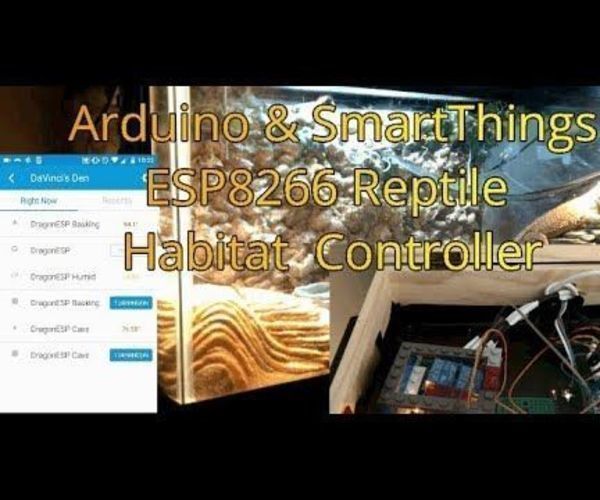 Arduino & SmartThings
ESP8266 Reptile
Habitat Controller
DaVinci's Den
Right Now
DragonESP Basking
DragonESP
DragonESP Humid
DragonESP Basking
DragonESP Cave
DragonESP Cave